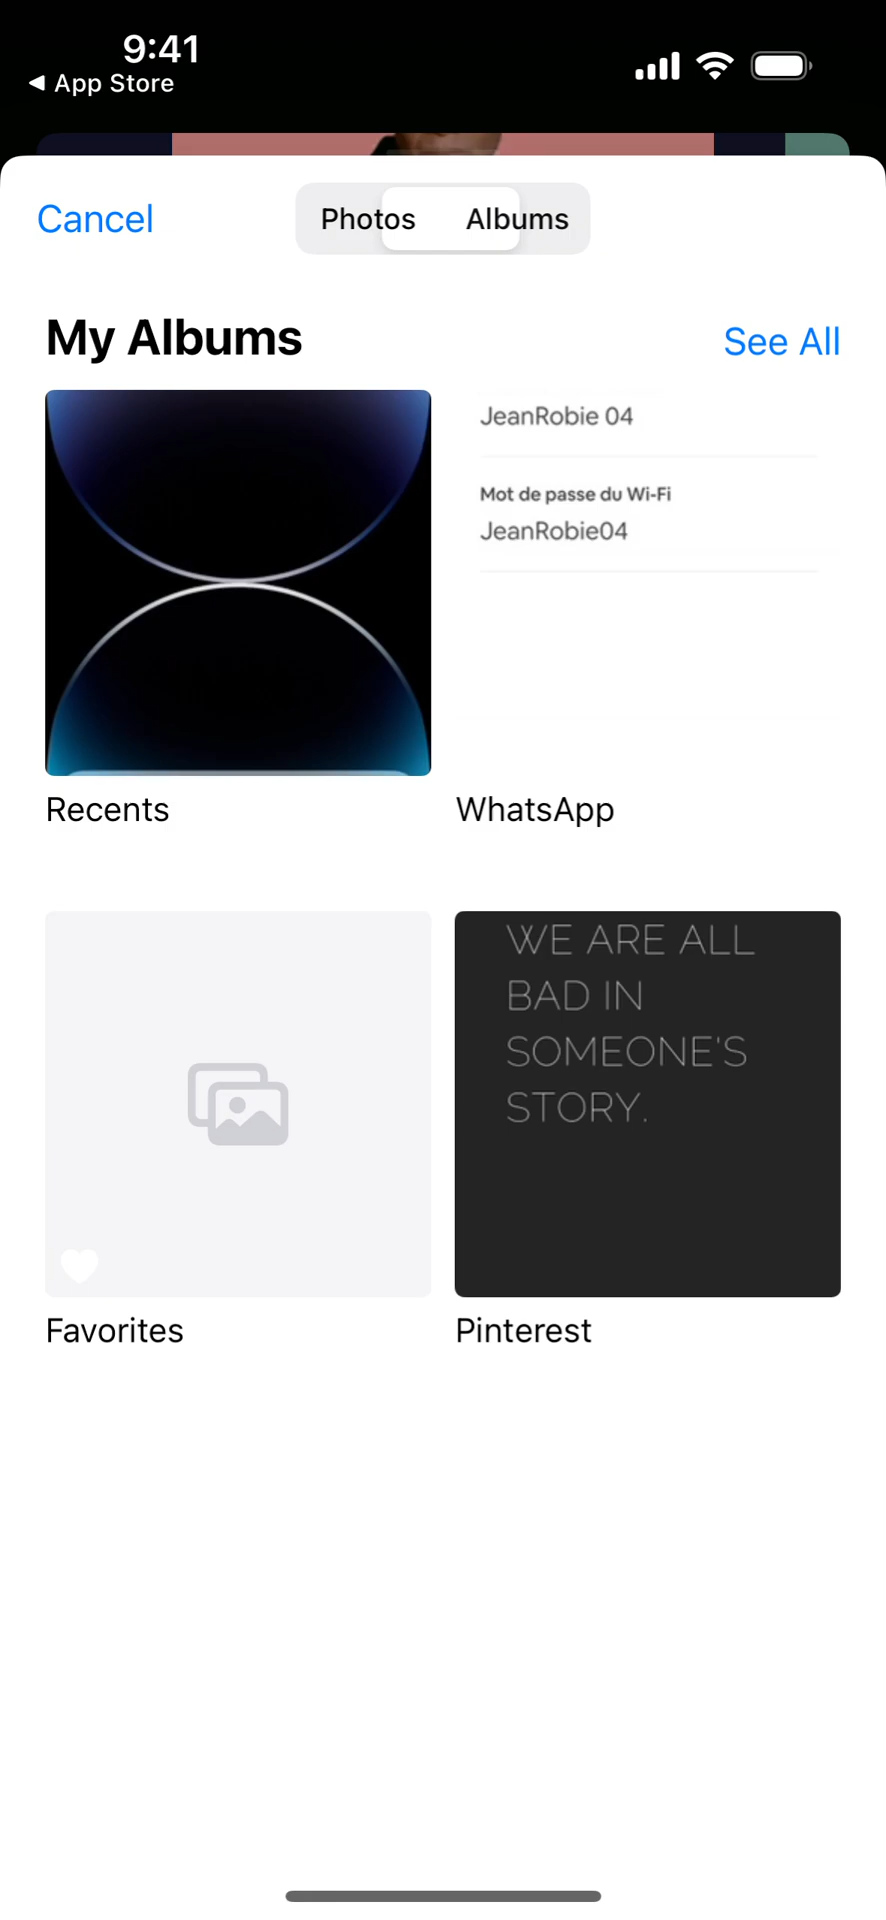 9:41
◀ App Store
Cancel
Photos
Albums
My Albums
See All
JeanRobie 04
Mot de passe du Wi-Fi
JeanRobie04
Recents
WhatsApp
WE ARE ALL
BAD IN
SOMEONE'S
STORY.
Favorites
Pinterest